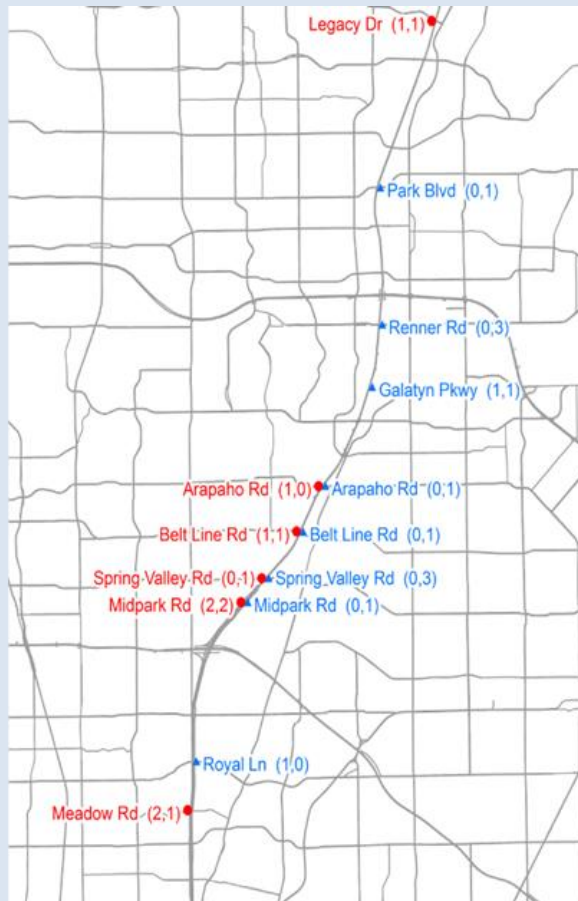 Legacy Dr (1,1)
Park Blvd (0,1)
Renner Rd (0,3)
Galatyn Pkwy (1,1)
Arapaho Rd (1,0) Arapaho Rd (0,1)
Belt Line Rd (1,1) Belt Line Rd (0,1)
Spring Valley Rd (0,1) Spring Valley Rd (0,3)
Midpark Rd (2,2) Midpark Rd (0,1)
Royal Ln (1,0)
Meadow Rd (2,1)